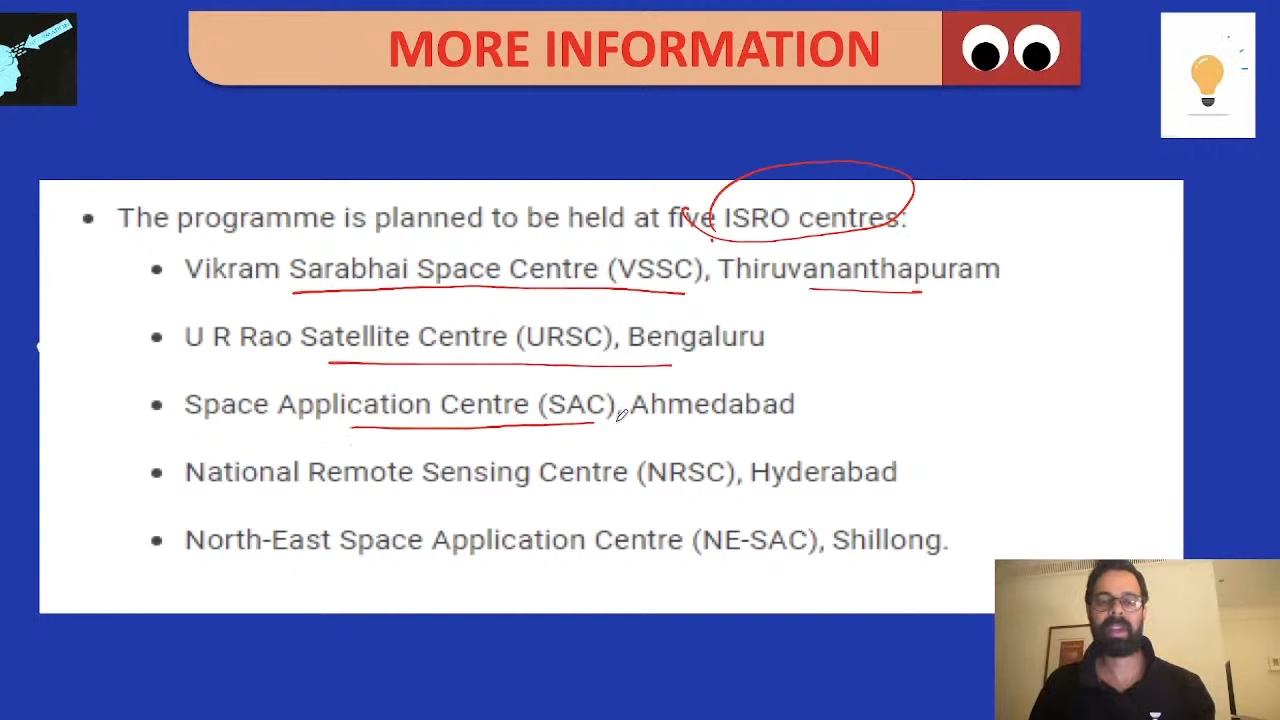 MORE INFORMATION
• The programme is planned to be held at five ISRO centres:
• Vikram Sarabhai Space Centre (VSSC), Thiruvananthapuram
• U R Rao Satellite Centre (URSC), Bengaluru
• Space Application Centre (SAC), Ahmedabad
• National Remote Sensing Centre (NRSC), Hyderabad
• North-East Space Application Centre (NE-SAC), Shillong.